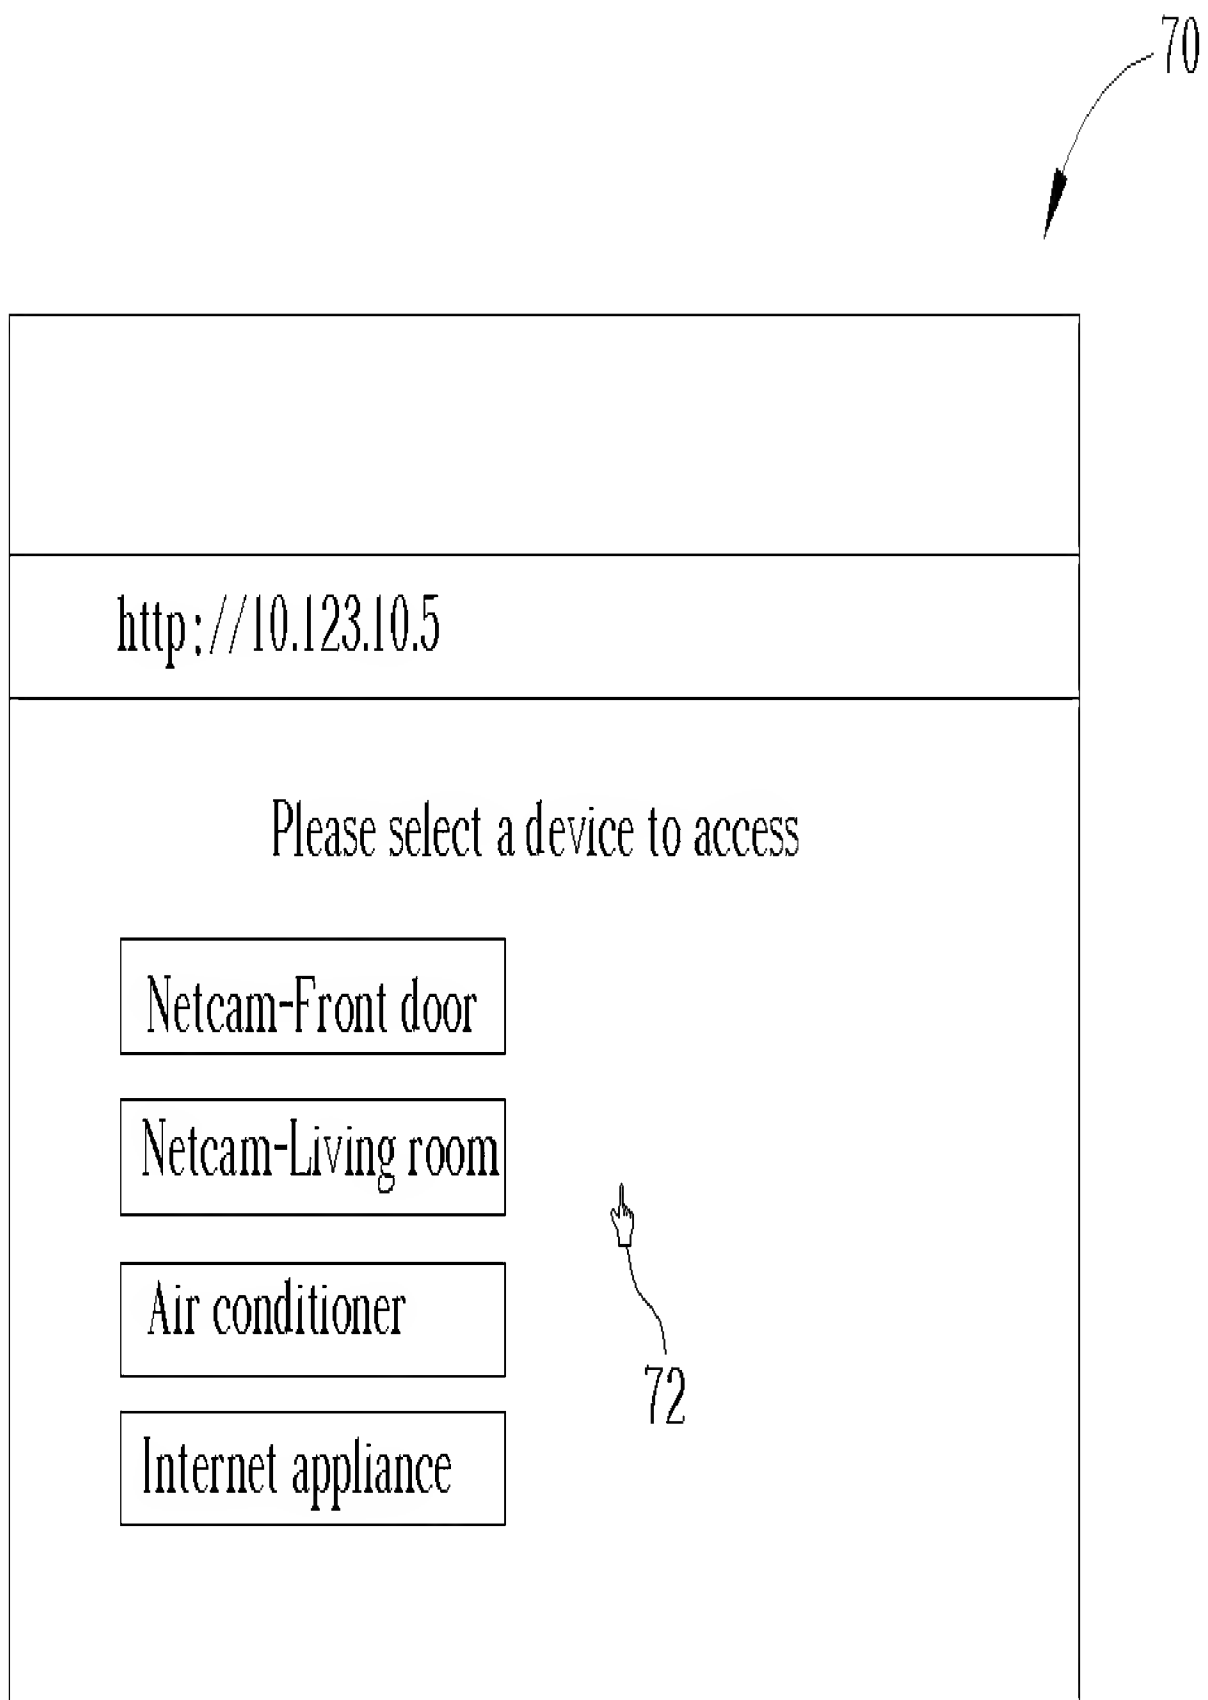 70
http://10.123.10.5
Please select a device to access
Netcam-Front door
Netcam-Living room
Air conditioner
72
Internet appliance